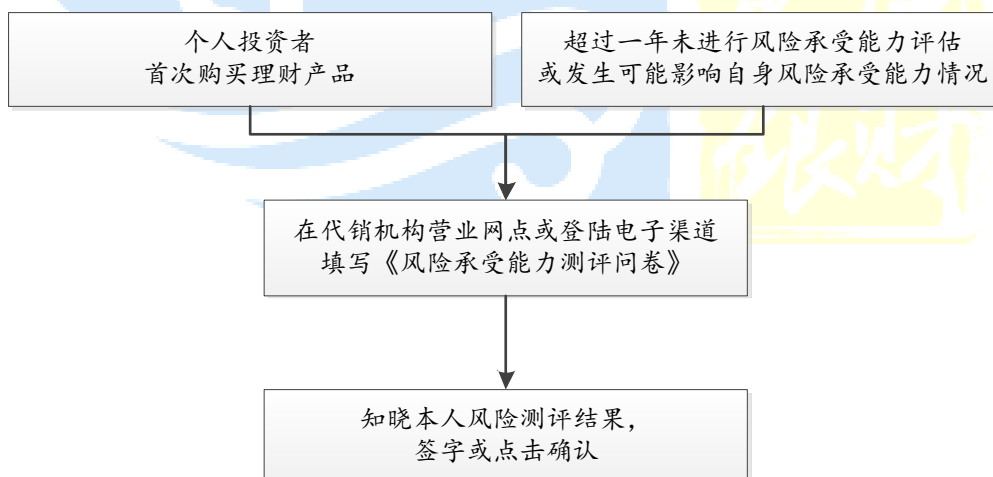 个人投资者
首次购买理财产品
超过一年未进行风险承受能力评估
或发生可能影响自身风险承受能力情况
在代销机构营业网点或登陆电子渠道
填写《风险承受能力测评问卷》
知晓本人风险测评结果，
签字或点击确认